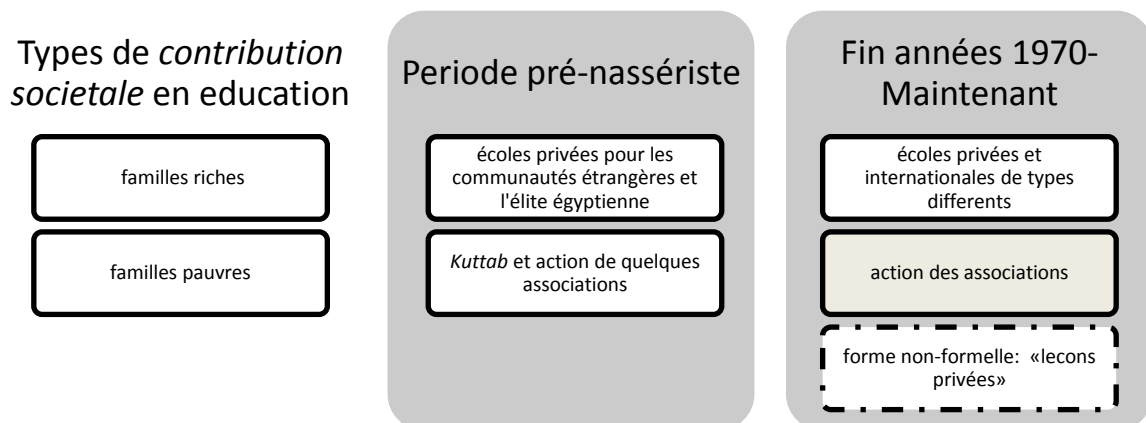 Types de contribution
societale en education
familles riches
familles pauvres
Periode pré-nassériste
écoles privées pour les
communautés étrangères et
l'élite égyptienne
Kuttab et action de quelques
associations
Fin années 1970-
Maintenant
écoles privées et
internationales de types
differents
action des associations
forme non-formelle: «lecons
privées»